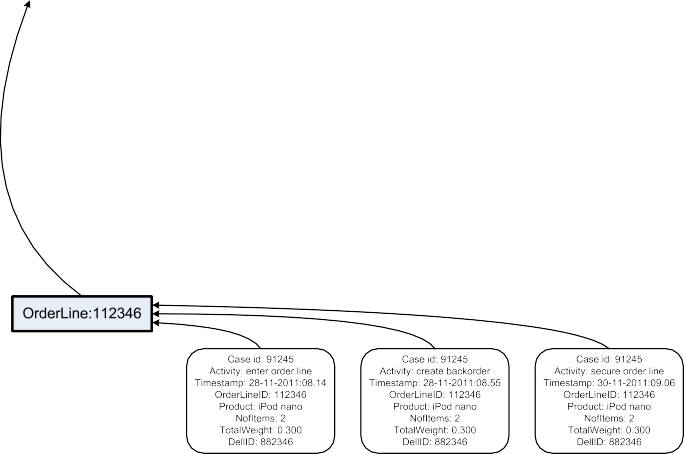 OrderLine:112346
Case id: 91245
Activity: enter order line
Timestamp: 28-11-2011:08.14
OrderLineID: 112346
Product: iPod nano
NofItems: 2
TotalWeight: 0.300
DellID: 882346
Case id: 91245
Activity: create backorder
Timestamp: 28-11-2011:08.55
OrderLineID: 112346
Product: iPod nano
NofItems: 2
TotalWeight: 0.300
DellID: 882346
Case id: 91245
Activity: secure order line
Timestamp: 30-11-2011:09.06
OrderLineID: 112346
Product: iPod nano
NofItems: 2
TotalWeight: 0.300
DellID: 882346